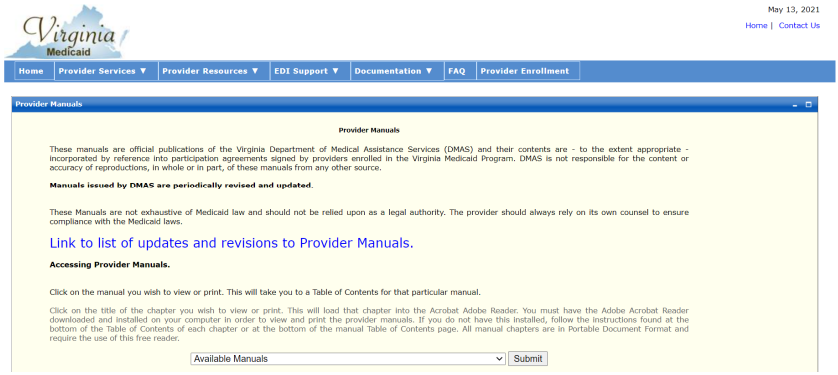 May 13, 2021
Virginia
Medicaid
Home | Contact Us
Home Provider Services ▼ Provider Resources ▼ EDI Support ▼ Documentation ▼ FAQ Provider Enrollment
Provider Manuals
Provider Manuals
These manuals are official publications of the Virginia Department of Medical Assistance Services (DMAS) and their contents are - to the extent appropriate -
incorporated by reference into participation agreements signed by providers enrolled in the Virginia Medicaid Program. DMAS is not responsible for the content or
accuracy of reproductions, in whole or in part, of these manuals from any other source.
Manuals issued by DMAS are periodically revised and updated.
These Manuals are not exhaustive of Medicaid law and should not be relied upon as a legal authority. The provider should always rely on its own counsel to ensure
compliance with the Medicaid laws.
Link to list of updates and revisions to Provider Manuals.
Accessing Provider Manuals.
Click on the manual you wish to view or print. This will take you to a Table of Contents for that particular manual.
Click on the title of the chapter you wish to view or print. This will load that chapter into the Acrobat Adobe Reader. You must have the Adobe Acrobat Reader
downloaded and installed on your computer in order to view and print the provider manuals. If you do not have this installed, follow the instructions found at the
bottom of the Table of Contents of each chapter or at the bottom of the manual Table of Contents page. All manual chapters are in Portable Document Format and
require the use of this free reader.
Available Manuals Submit